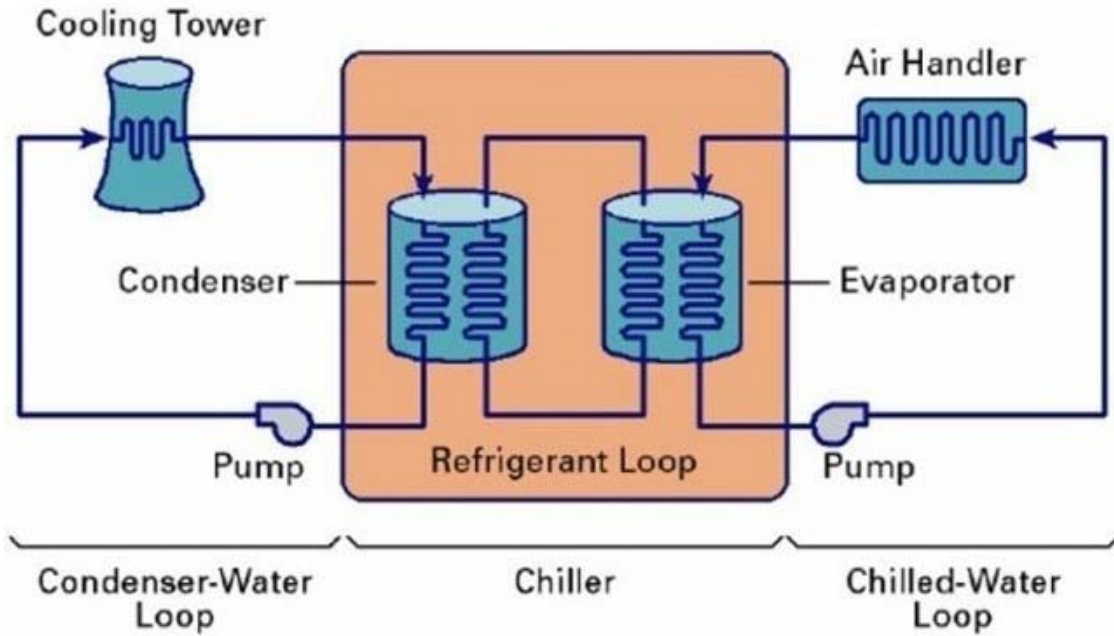 Cooling Tower
Air Handler
Condenser
Evaporator
Pump
Refrigerant Loop
Pump
Condenser-Water
Loop
Chiller
Chilled-Water
Loop